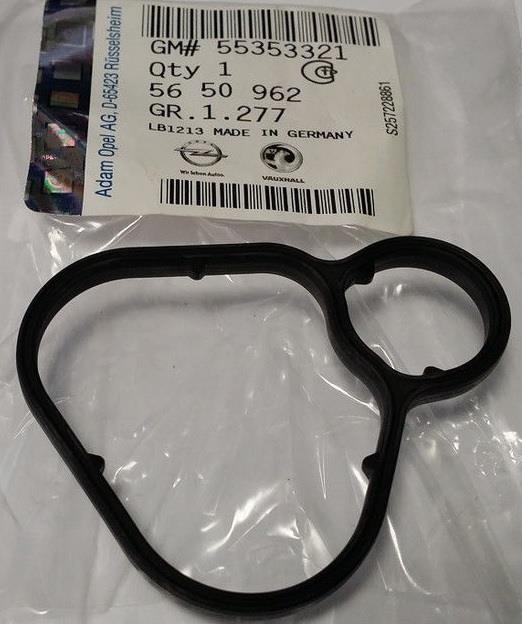 Adam Opel AG, D-65423 Rüsselsheim
GM# 55353321
Qty 1
56 50 962
GR.1.277
LB1213 MADE IN GERMANY
Wir leben Autos.
VAUXHALL
S257228861